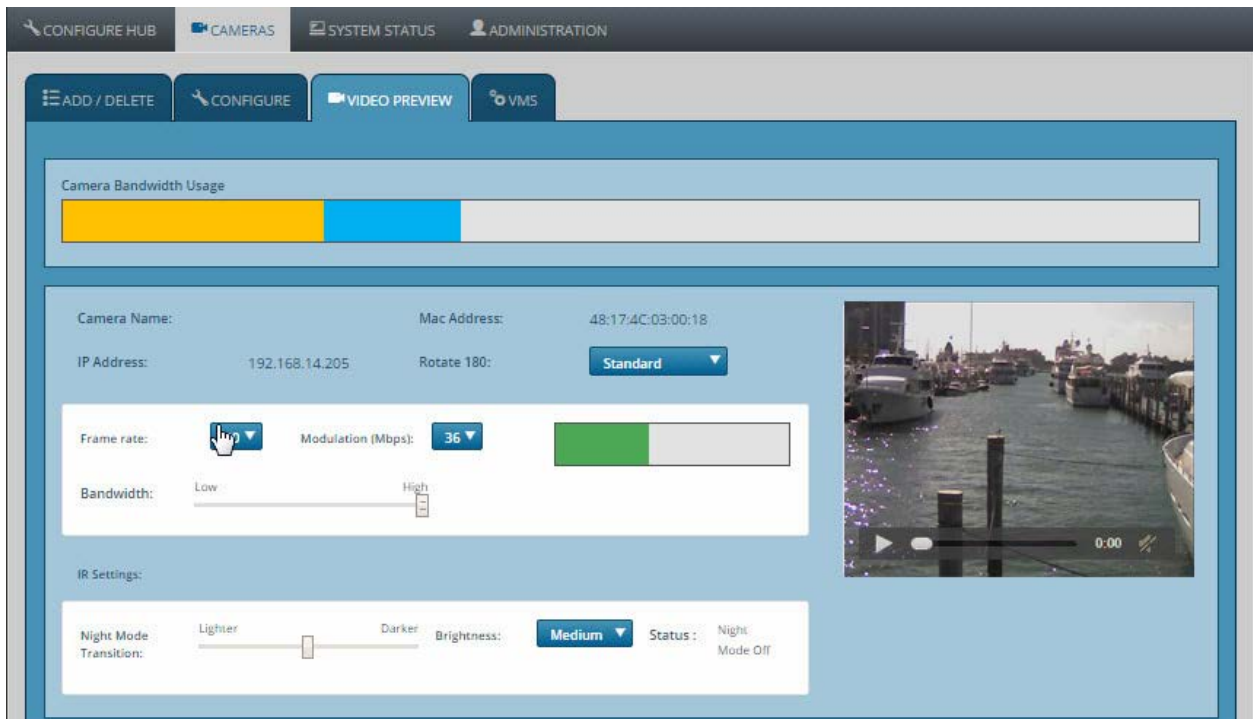 CONFIGURE HUB CAMERAS SYSTEM STATUS ADMINISTRATION
ADD / DELETE CONFIGURE VIDEO PREVIEW VMS
Camera Bandwidth Usage
Camera Name: Mac Address: 48:17:4C:03:00:18
IP Address: 192.168.14.205 Rotate 180: Standard
Frame rate: Modulation (Mbps): 36
Bandwidth: Low High
0:00
IR Settings:
Night Mode Transition: Lighter Darker Brightness: Medium Status : Night Mode Off